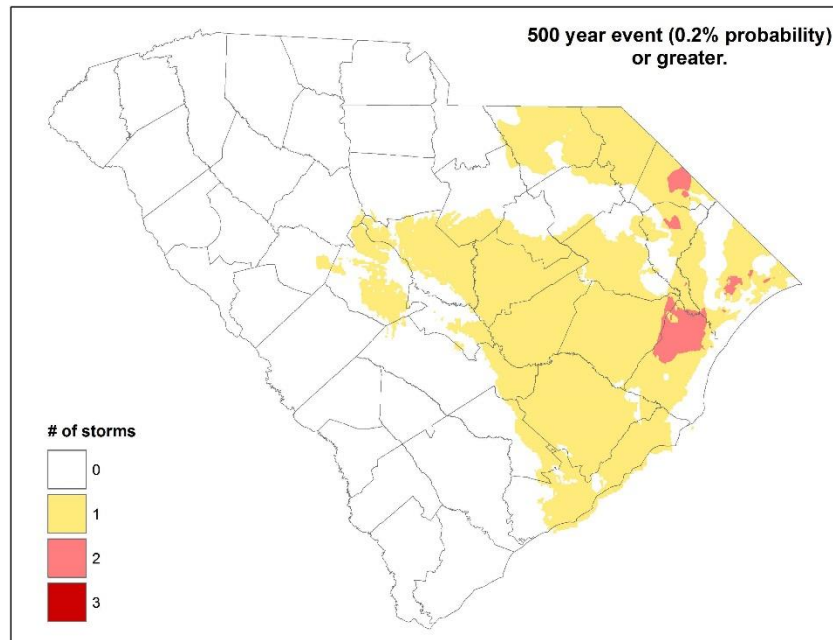 500 year event (0.2% probability)
or greater.
# of storms
0
1
2
3